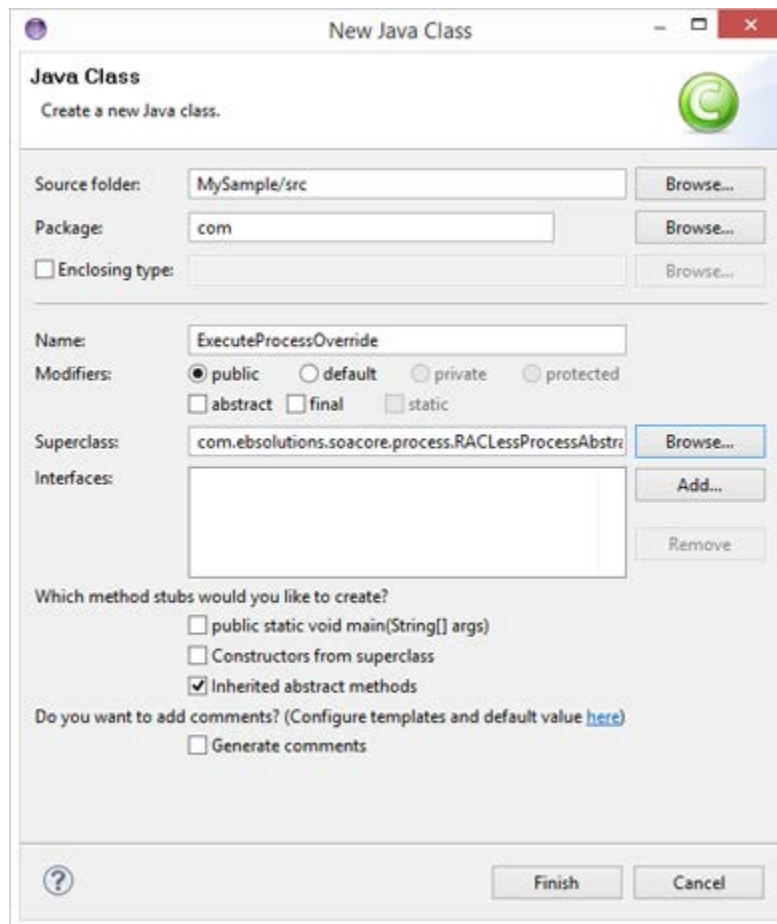 New Java Class
Java Class
Create a new Java class.
Source folder: MySample/src Browse...
Package: com Browse...
Enclosing type: Browse...
Name: ExecuteProcessOverride
Modifiers: public default private protected
abstract final static
Superclass: com.ebsolutions.soacore.process.RACLessProcessAbstra Browse...
Interfaces: Add...
Remove
Which method stubs would you like to create?
public static void main(String[] args)
Constructors from superclass
Inherited abstract methods
Do you want to add comments? (Configure templates and default value here)
Generate comments
? Finish Cancel